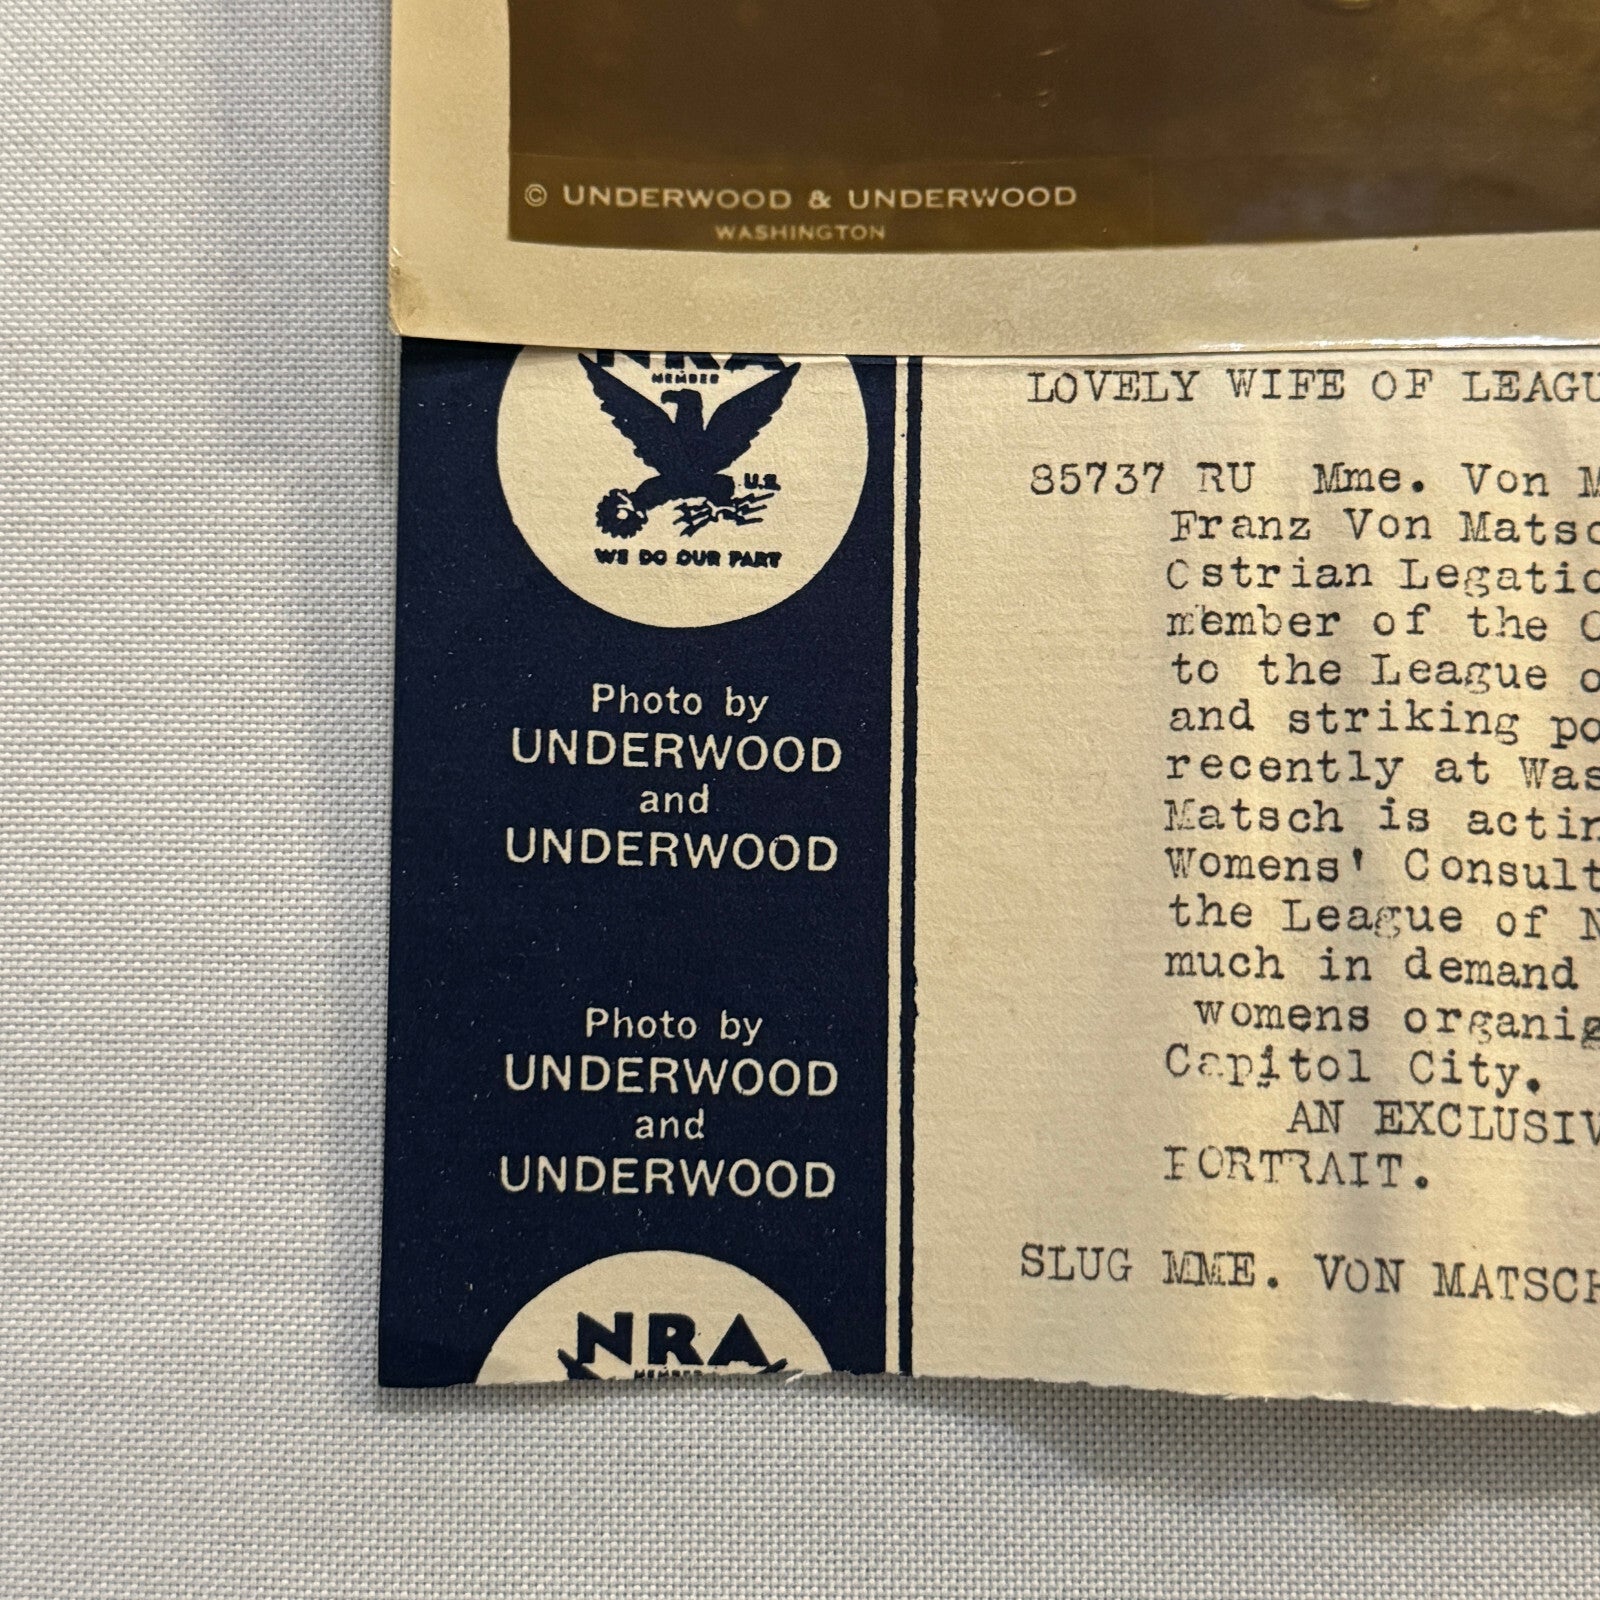 © UNDERWOOD & UNDERWOOD
WASHINGTON
NRA
MEMBER
U.S.
WE DO OUR PART
Photo by
UNDERWOOD
and
UNDERWOOD
Photo by
UNDERWOOD
and
UNDERWOOD
NRA
MEMBER
LOVELY WIFE OF LEAGU
85737 RU Mme. Von M
Franz Von Matsc
Ostrian Legatio
member of the C
to the League o
and striking po
recently at Was
Matsch is actin
Womens' Consult
the League of N
much in demand
womens organiz
Capitol City.
AN EXCLUSIV
PORTRAIT.
SLUG MME. VON MATSCH